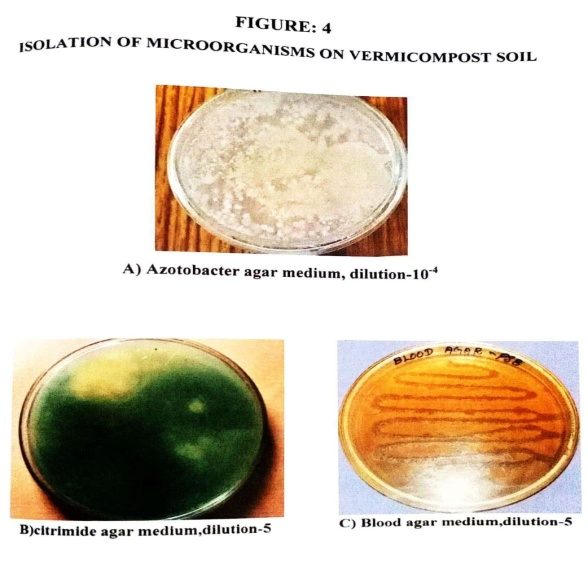 FIGURE: 4
ISOLATION OF MICROORGANISMS ON VERMICOMPOST SOIL
A) Azotobacter agar medium, dilution-10⁻⁴
BLOOD AGAR - PSB
B)citrimide agar medium,dilution-5
C) Blood agar medium,dilution-5